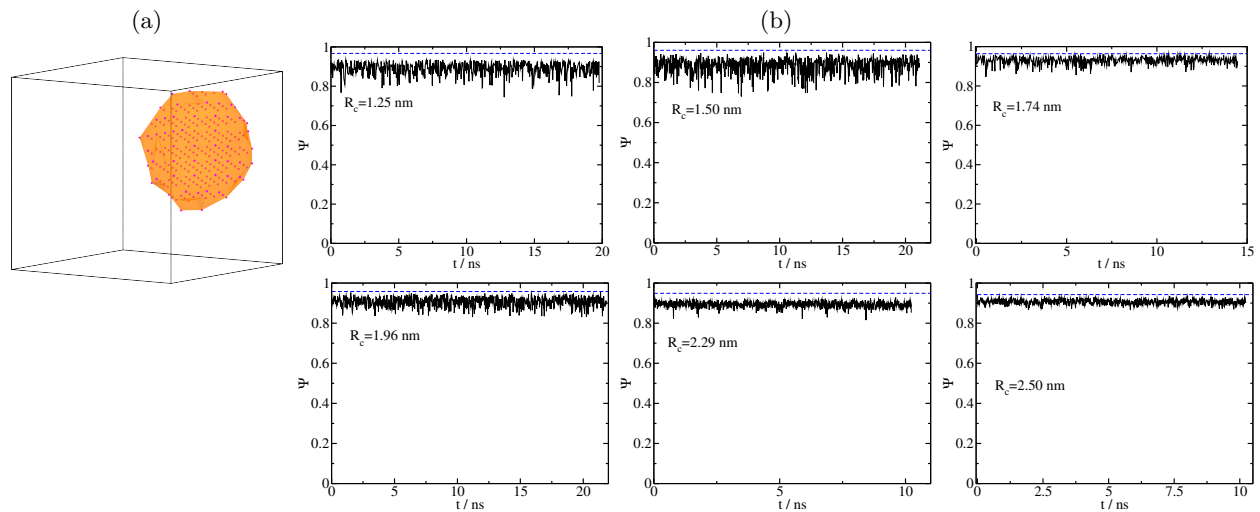 (a)
(b)
1
0.8
0.6
0.4
0.2
0
Ψ
R_c=1.25 nm
0 5 10 15 20
t / ns
1
0.8
0.6
0.4
0.2
0
Ψ
R_c=1.50 nm
0 5 10 15 20
t / ns
1
0.8
0.6
0.4
0.2
0
Ψ
R_c=1.74 nm
0 5 10 15
t / ns
1
0.8
0.6
0.4
0.2
0
Ψ
R_c=1.96 nm
0 5 10 15 20
t / ns
1
0.8
0.6
0.4
0.2
0
Ψ
R_c=2.29 nm
0 5 10
t / ns
1
0.8
0.6
0.4
0.2
0
Ψ
R_c=2.50 nm
0 2.5 5 7.5 10
t / ns